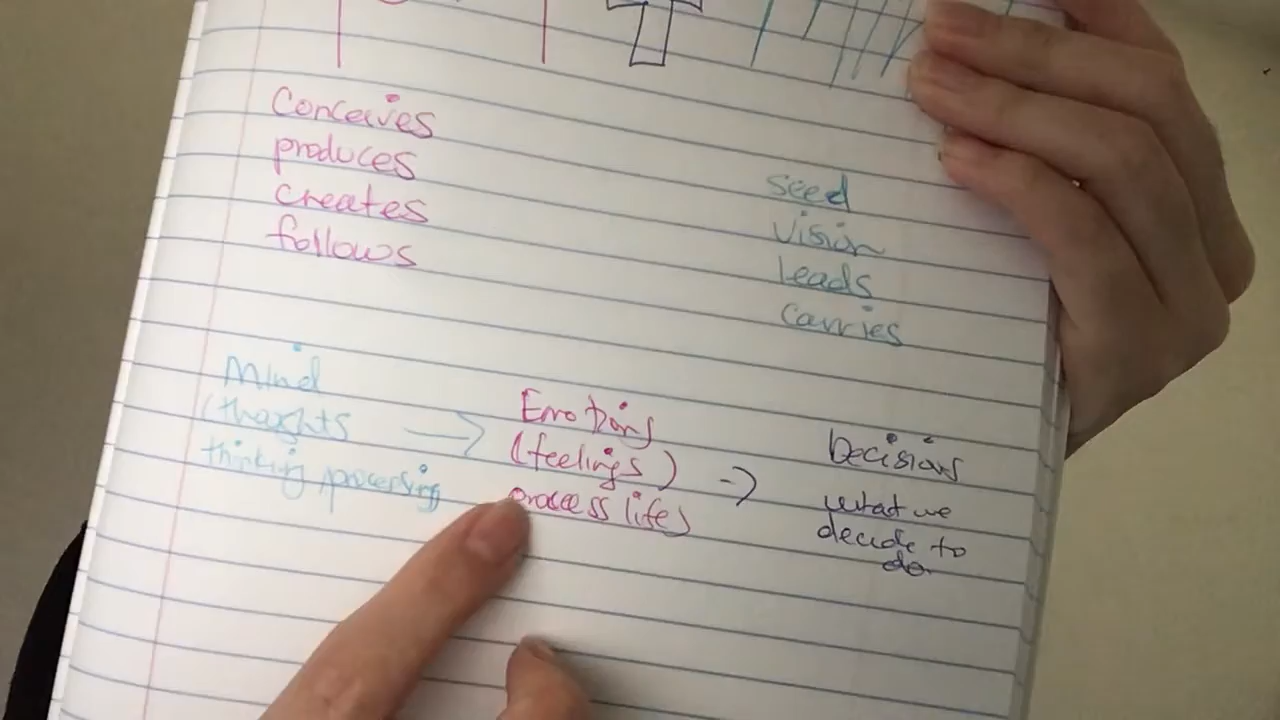 Conceives
produces
Creates
follows
seed
vision
leads
carries
Mind
(thoughts
thinking, processing
Emotions
(feelings)
process life)
Decisions
what we
decide to
do